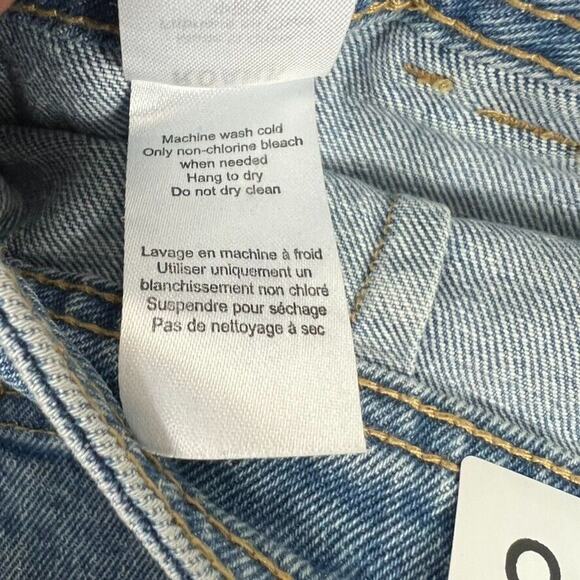 Machine wash cold
Only non-chlorine bleach
when needed
Hang to dry
Do not dry clean
Lavage en machine à froid
Utiliser uniquement un
blanchissement non chloré
Suspendre pour séchage
Pas de nettoyage à sec